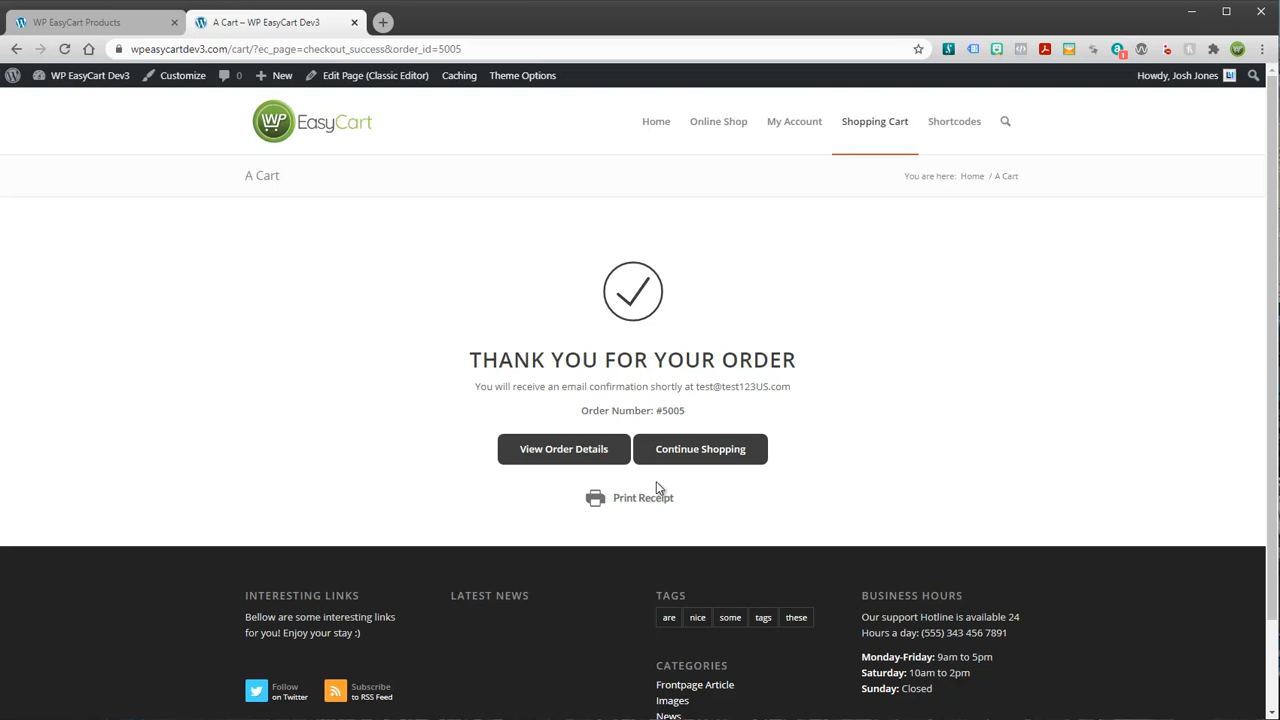 WP EasyCart Products
A Cart – WP EasyCart Dev3
wpeasycartdev3.com/cart/?ec_page=checkout_success&order_id=5005
WP EasyCart Dev3
Customize
0
New
Edit Page (Classic Editor)
Caching
Theme Options
Howdy, Josh Jones
WP EasyCart
Home
Online Shop
My Account
Shopping Cart
Shortcodes
A Cart
You are here: Home / A Cart
THANK YOU FOR YOUR ORDER
You will receive an email confirmation shortly at test@test123US.com
Order Number: #5005
View Order Details
Continue Shopping
Print Receipt
INTERESTING LINKS
Bellow are some interesting links
for you! Enjoy your stay :)
Follow
on Twitter
Subscribe
to RSS Feed
LATEST NEWS
TAGS
are nice some tags these
CATEGORIES
Frontpage Article
Images
News
BUSINESS HOURS
Our support Hotline is available 24
Hours a day: (555) 343 456 7891
Monday-Friday: 9am to 5pm
Saturday: 10am to 2pm
Sunday: Closed